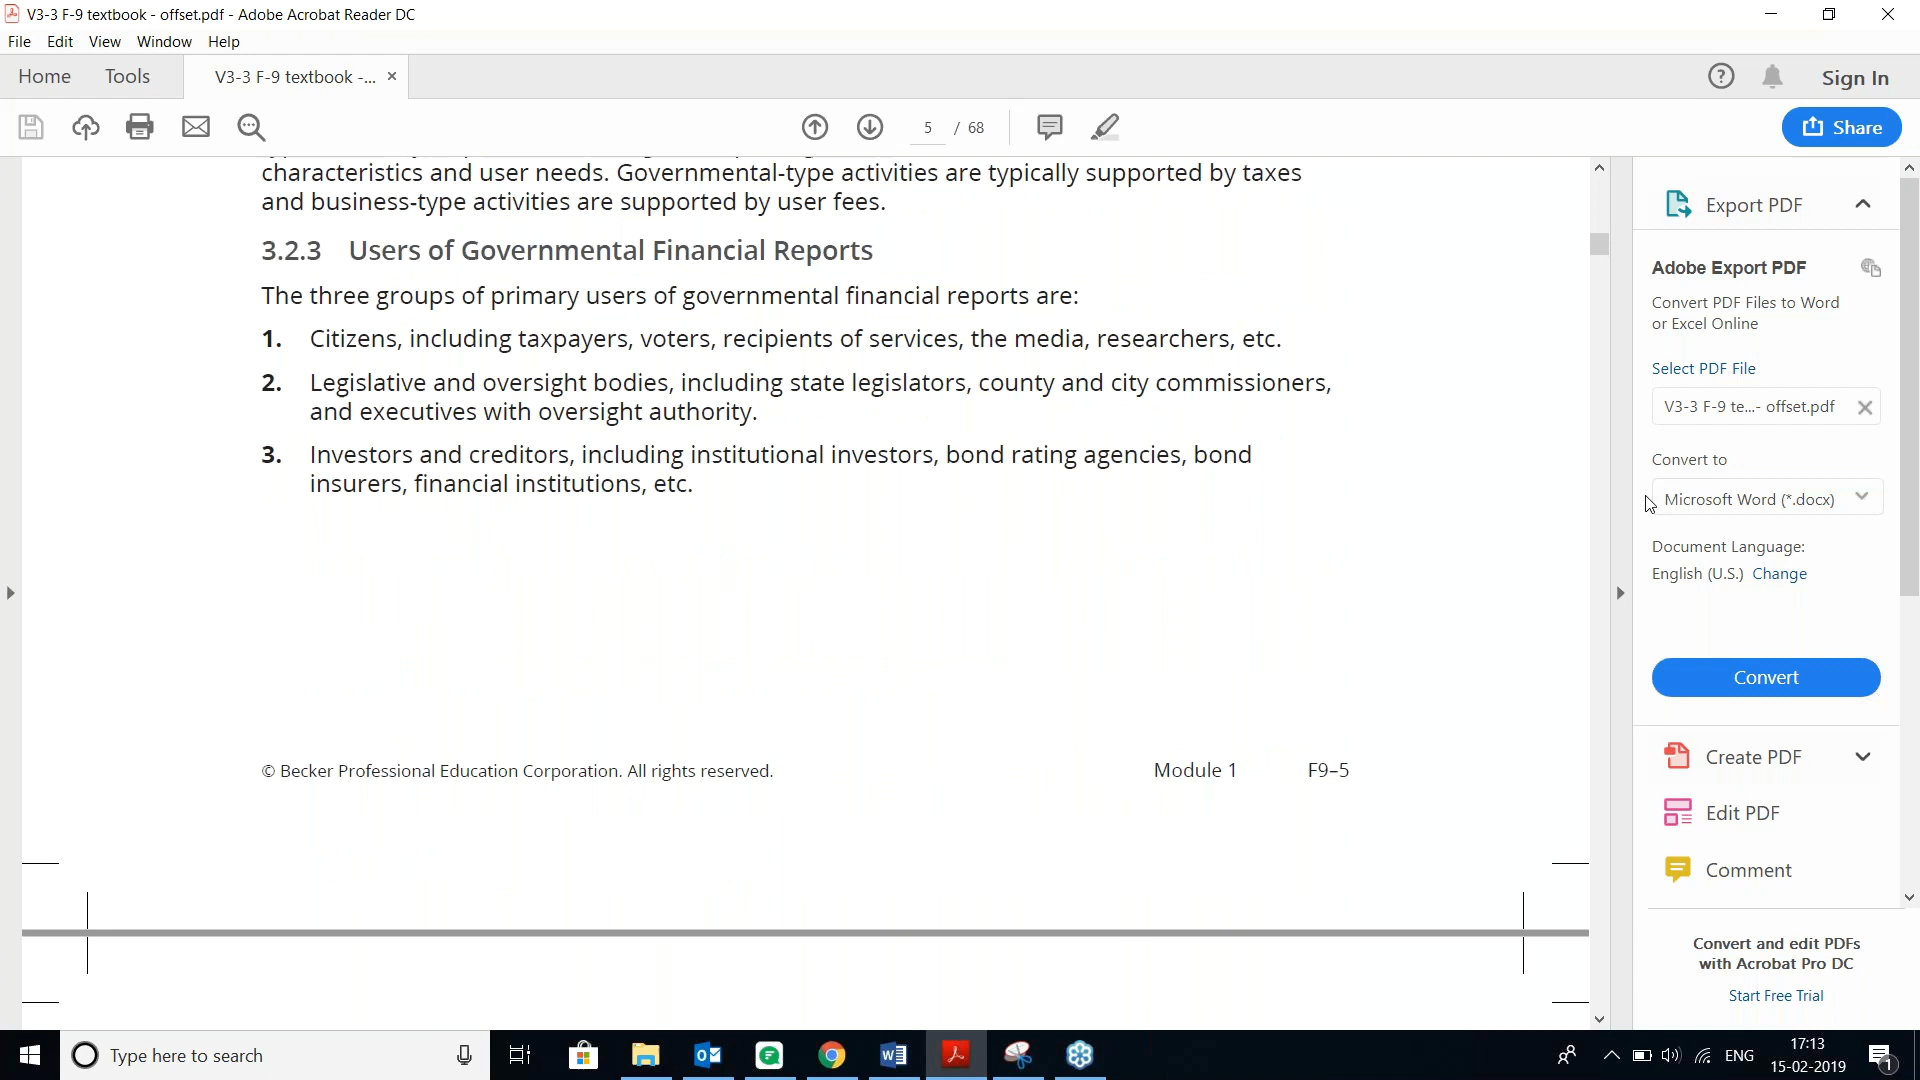 V3-3 F-9 textbook - offset.pdf - Adobe Acrobat Reader DC
File Edit View Window Help
Home Tools V3-3 F-9 textbook -... × Sign In
5 / 68 Share
characteristics and user needs. Governmental-type activities are typically supported by taxes
and business-type activities are supported by user fees.
3.2.3 Users of Governmental Financial Reports
The three groups of primary users of governmental financial reports are:
1. Citizens, including taxpayers, voters, recipients of services, the media, researchers, etc.
2. Legislative and oversight bodies, including state legislators, county and city commissioners,
and executives with oversight authority.
3. Investors and creditors, including institutional investors, bond rating agencies, bond
insurers, financial institutions, etc.
© Becker Professional Education Corporation. All rights reserved. Module 1 F9–5
Export PDF
Adobe Export PDF
Convert PDF Files to Word
or Excel Online
Select PDF File
V3-3 F-9 te...- offset.pdf
Convert to
Microsoft Word (*.docx)
Document Language:
English (U.S.) Change
Convert
Create PDF
Edit PDF
Comment
Convert and edit PDFs
with Acrobat Pro DC
Start Free Trial
Type here to search
ENG
17:13
15-02-2019
1